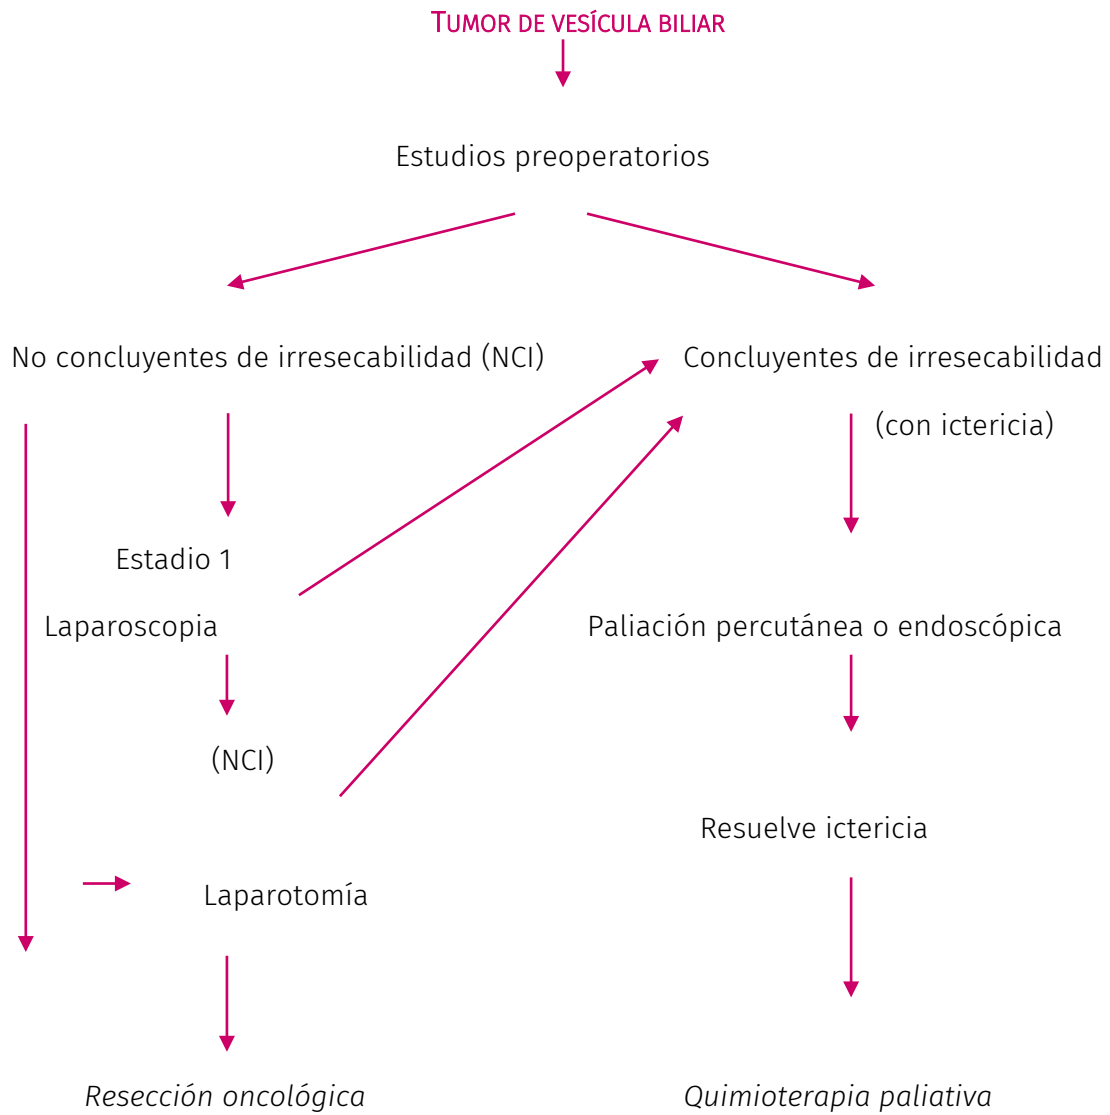 TUMOR DE VESÍCULA BILIAR
Estudios preoperatorios
No concluyentes de irresecabilidad (NCI)
Concluyentes de irresecabilidad
(con ictericia)
Estadio 1
Laparoscopia
Paliación percutánea o endoscópica
(NCI)
Resuelve ictericia
Laparotomía
Resección oncológica
Quimioterapia paliativa